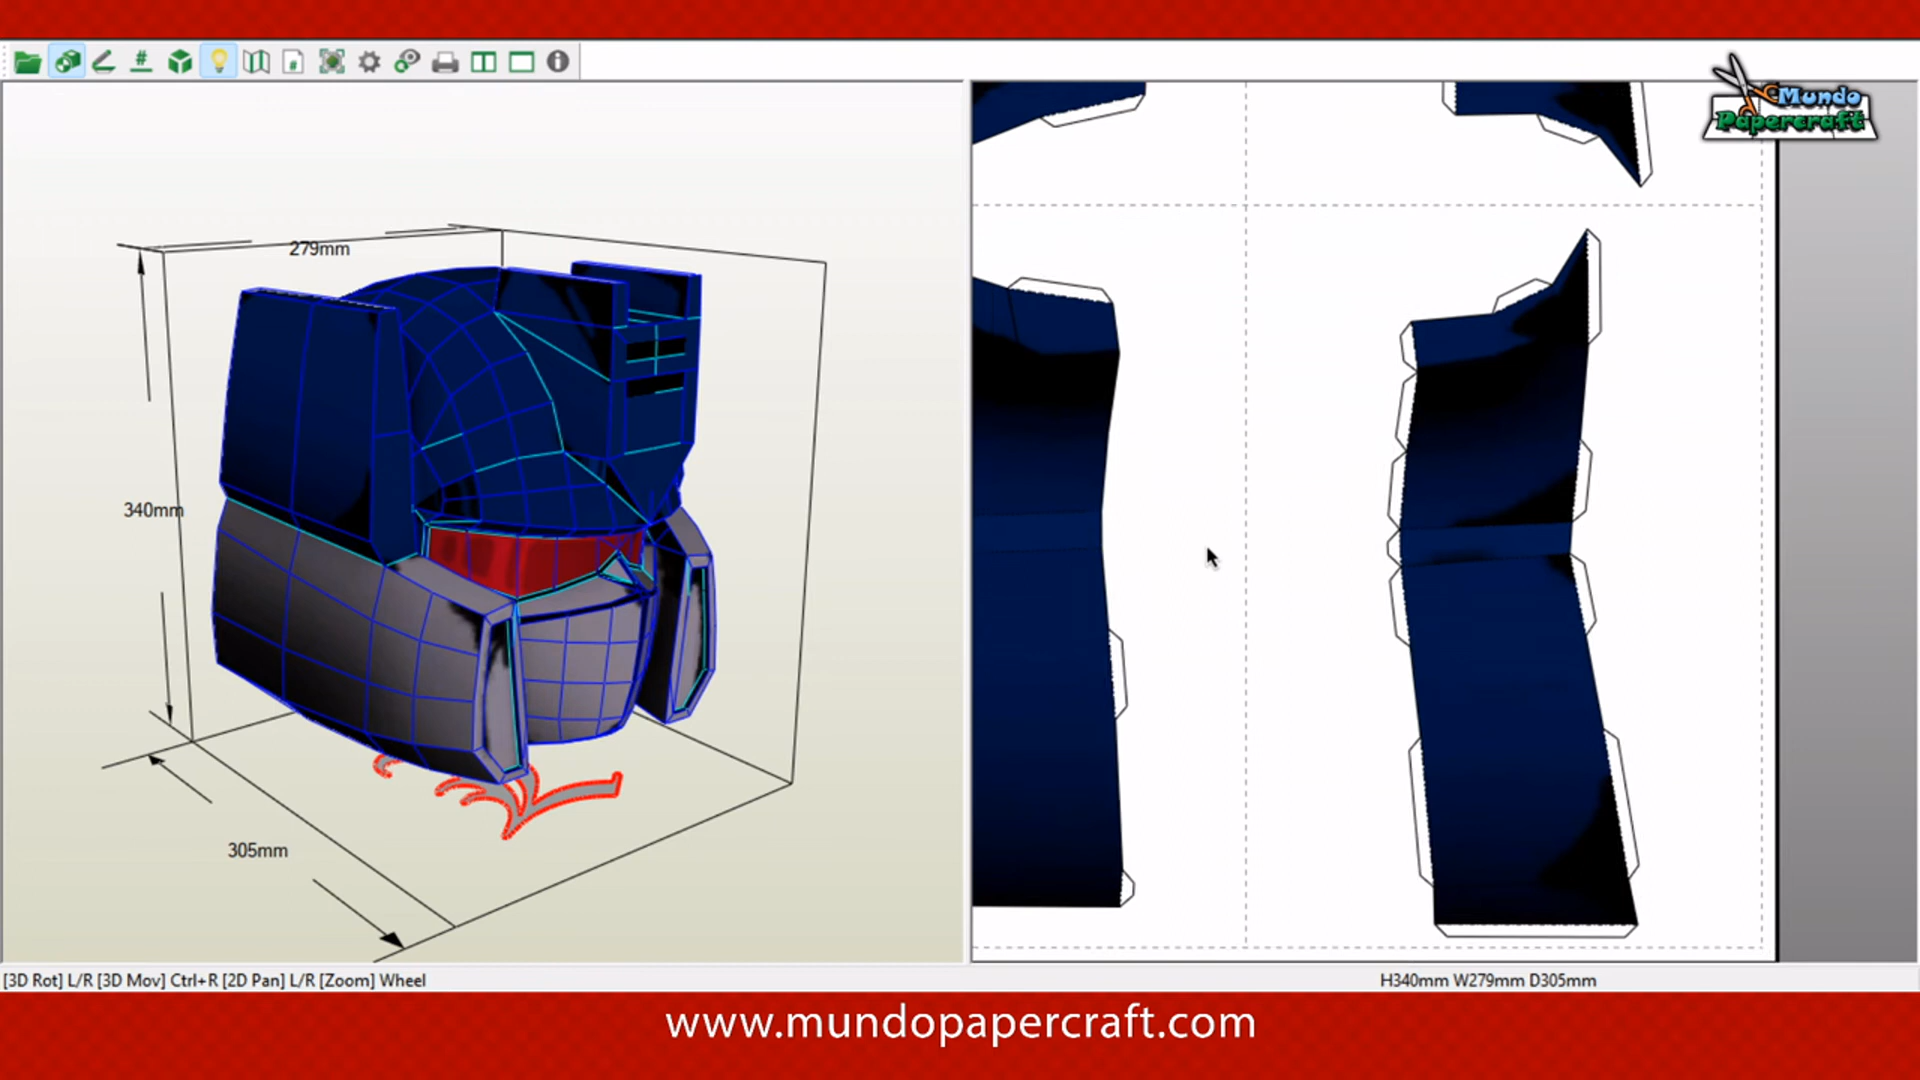 Mundo
Papercraft
279mm
340mm
305mm
[3D Rot] L/R [3D Mov] Ctrl+R [2D Pan] L/R [Zoom] Wheel
H340mm W279mm D305mm
www.mundopapercraft.com